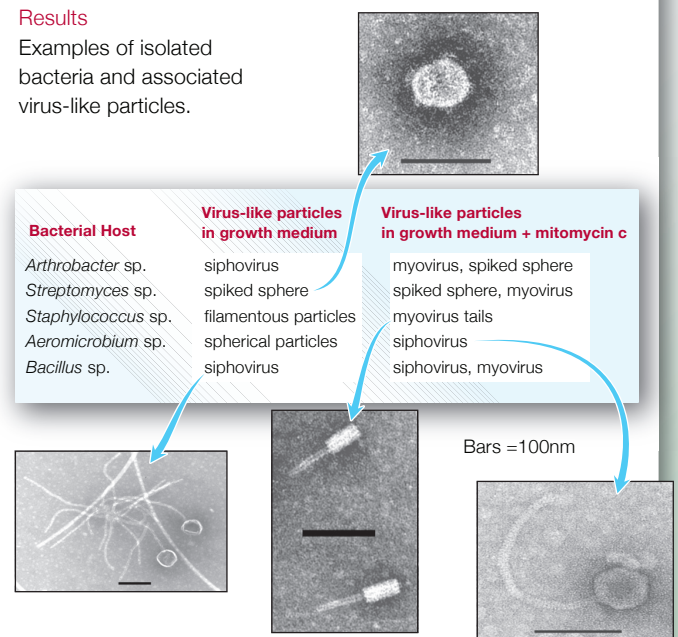 Results
Examples of isolated
bacteria and associated
virus-like particles.
Bacterial Host
Virus-like particles
in growth medium
Virus-like particles
in growth medium + mitomycin c
Arthrobacter sp. siphovirus myovirus, spiked sphere
Streptomyces sp. spiked sphere spiked sphere, myovirus
Staphylococcus sp. filamentous particles myovirus tails
Aeromicrobium sp. spherical particles siphovirus
Bacillus sp. siphovirus siphovirus, myovirus
Bars =100nm